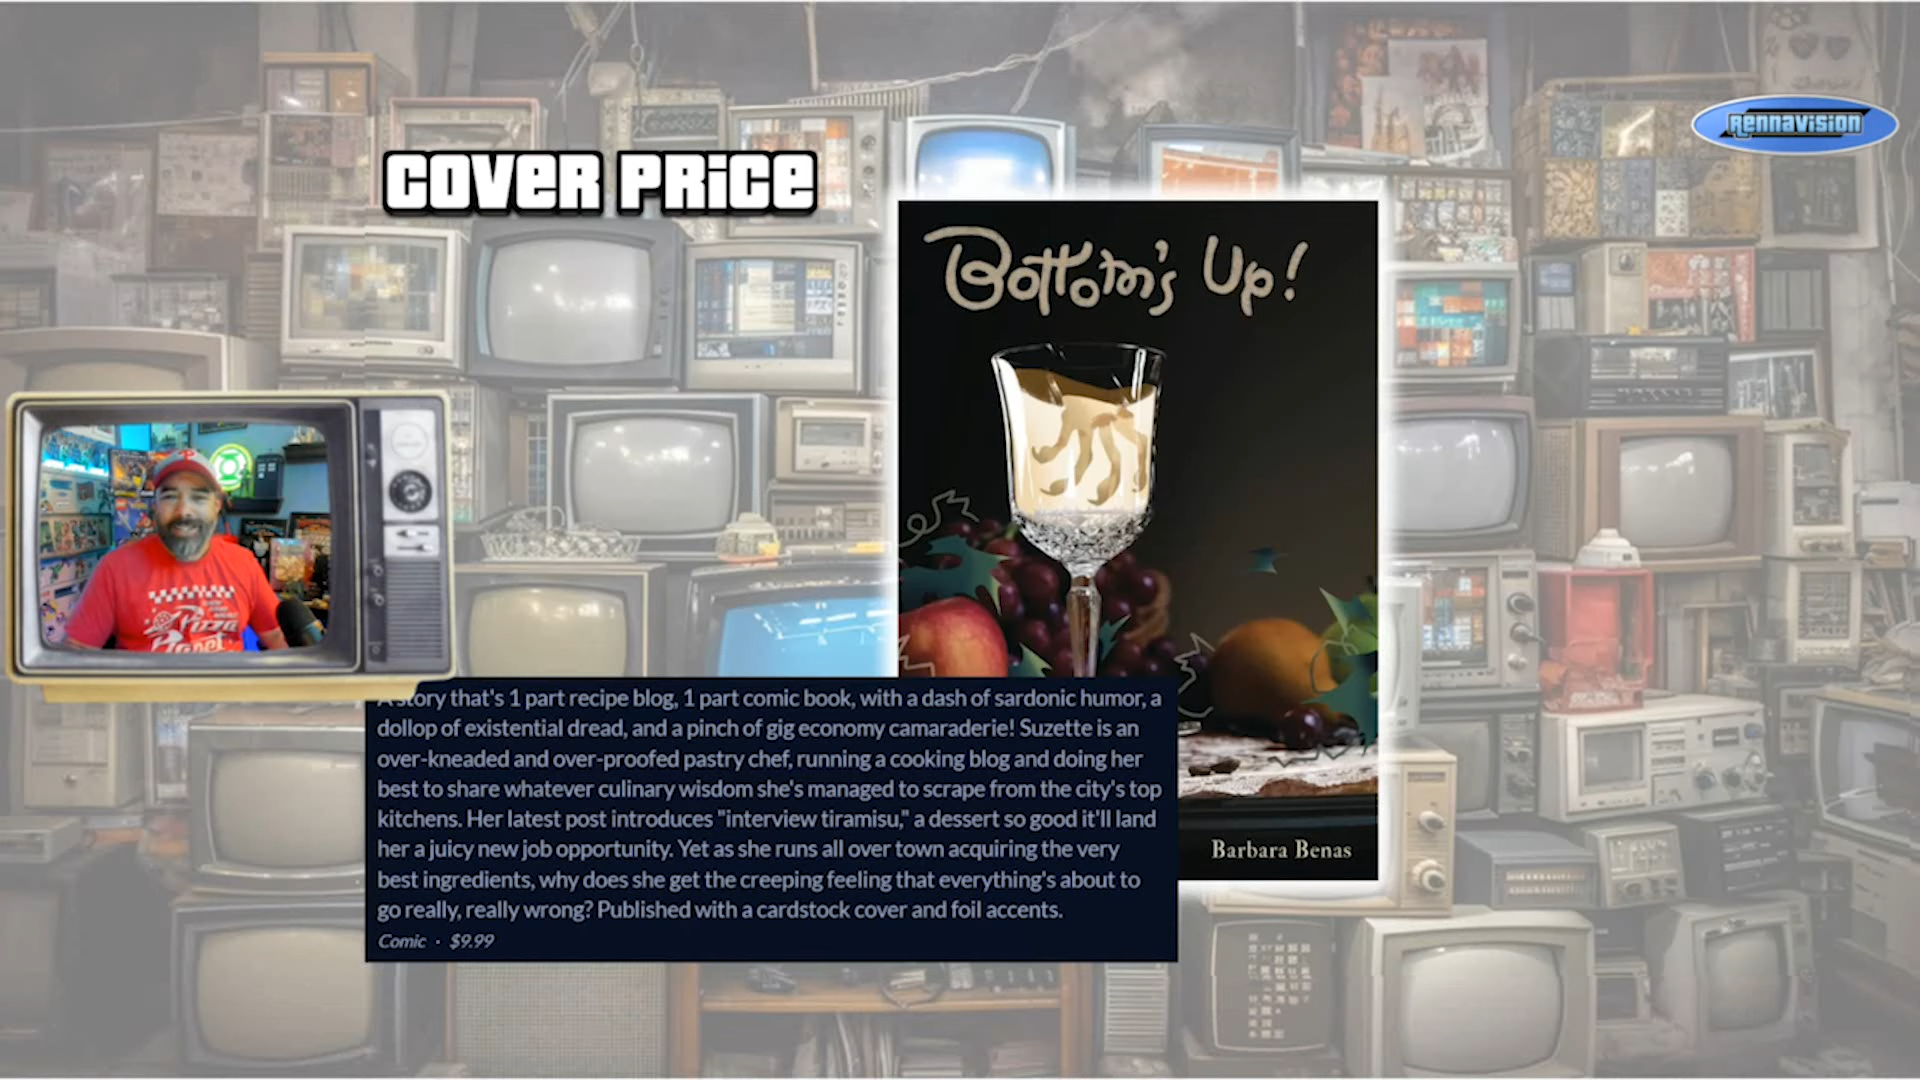 COVER PRICE
Rennavision
Bottom's Up!
Pizza
Planet
story that's 1 part recipe blog, 1 part comic book, with a dash of sardonic humor, a
dollop of existential dread, and a pinch of gig economy camaraderie! Suzette is an
over-kneaded and over-proofed pastry chef, running a cooking blog and doing her
best to share whatever culinary wisdom she's managed to scrape from the city's top
kitchens. Her latest post introduces "interview tiramisu," a dessert so good it'll land
her a juicy new job opportunity. Yet as she runs all over town acquiring the very
best ingredients, why does she get the creeping feeling that everything's about to
go really, really wrong? Published with a cardstock cover and foil accents.
Comic · $9.99
Barbara Benas